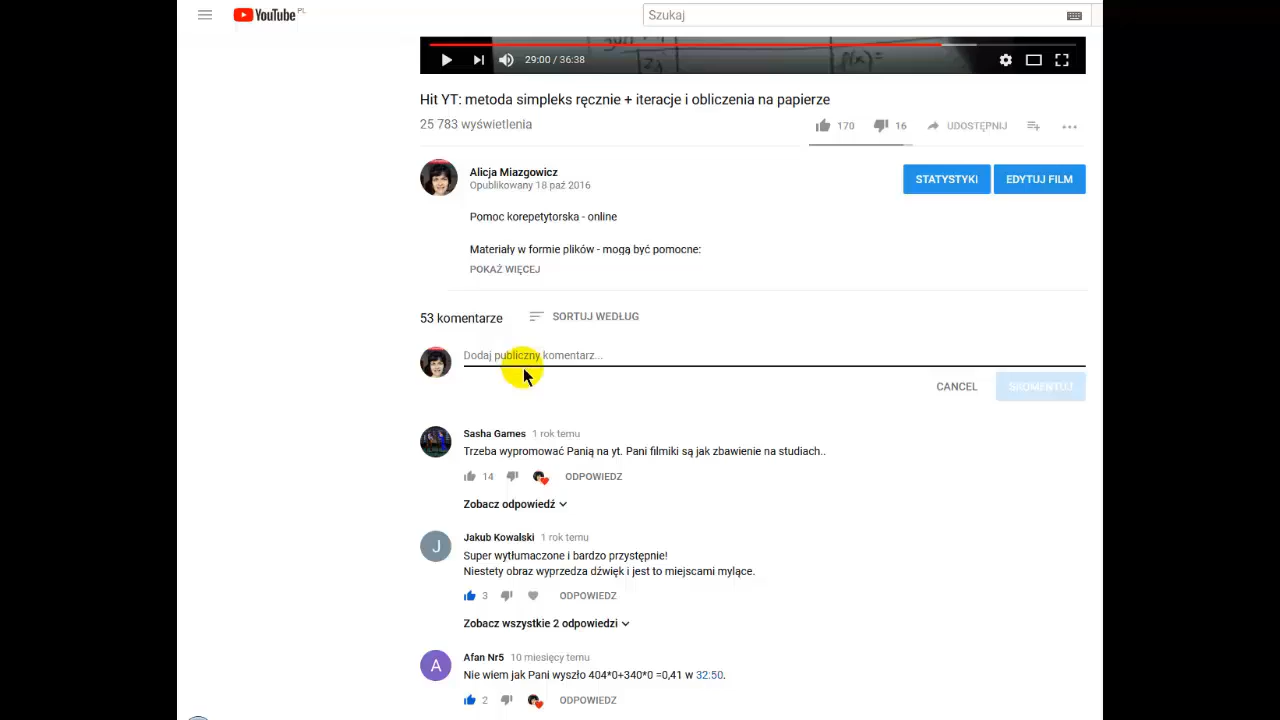 YouTube PL
Szukaj
29:00 / 36:38
Hit YT: metoda simpleks ręcznie + iteracje i obliczenia na papierze
25 783 wyświetlenia
170 16 UDOSTĘPNIJ
Alicja Miazgowicz
Opublikowany 18 paź 2016
STATYSTYKI EDYTUJ FILM
Pomoc korepetytorska - online
Materiały w formie plików - mogą być pomocne:
POKAŻ WIĘCEJ
53 komentarze SORTUJ WEDŁUG
Dodaj publiczny komentarz...
CANCEL SKOMENTUJ
Sasha Games 1 rok temu
Trzeba wypromować Panią na yt. Pani filmiki są jak zbawienie na studiach..
14 ODPOWIEDZ
Zobacz odpowiedź
J
Jakub Kowalski 1 rok temu
Super wytłumaczone i bardzo przystępnie!
Niestety obraz wyprzedza dźwięk i jest to miejscami mylące.
3 ODPOWIEDZ
Zobacz wszystkie 2 odpowiedzi
A
Afan Nr5 10 miesięcy temu
Nie wiem jak Pani wyszło 404*0+340*0 =0,41 w 32:50.
2 ODPOWIEDZ